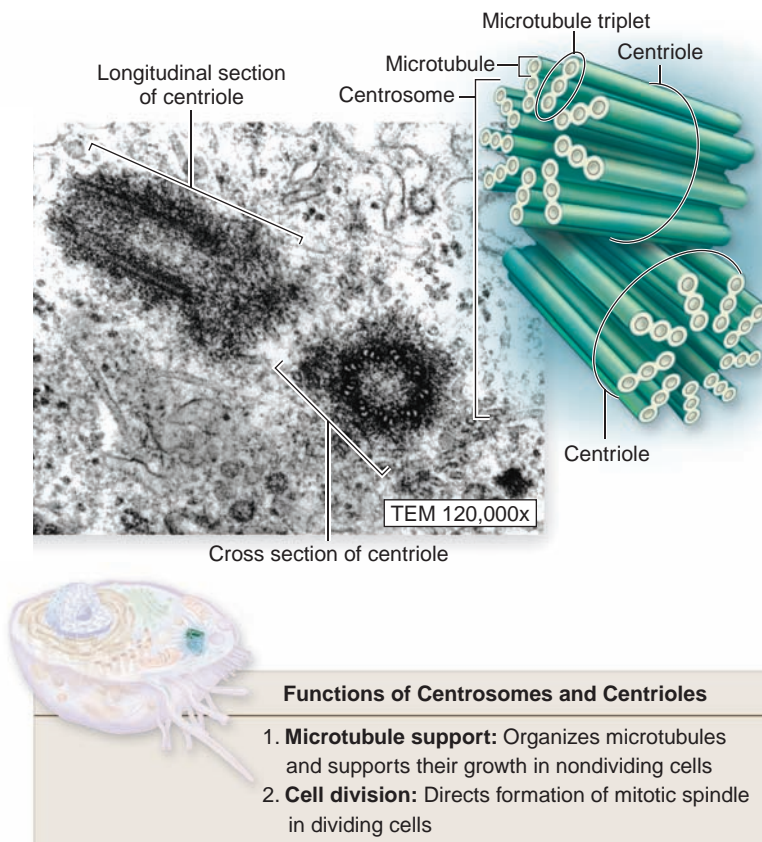 Microtubule triplet
Microtubule
Centriole
Longitudinal section
of centriole
Centrosome
Centriole
TEM 120,000x
Cross section of centriole
Functions of Centrosomes and Centrioles
1. Microtubule support: Organizes microtubules
and supports their growth in nondividing cells
2. Cell division: Directs formation of mitotic spindle
in dividing cells